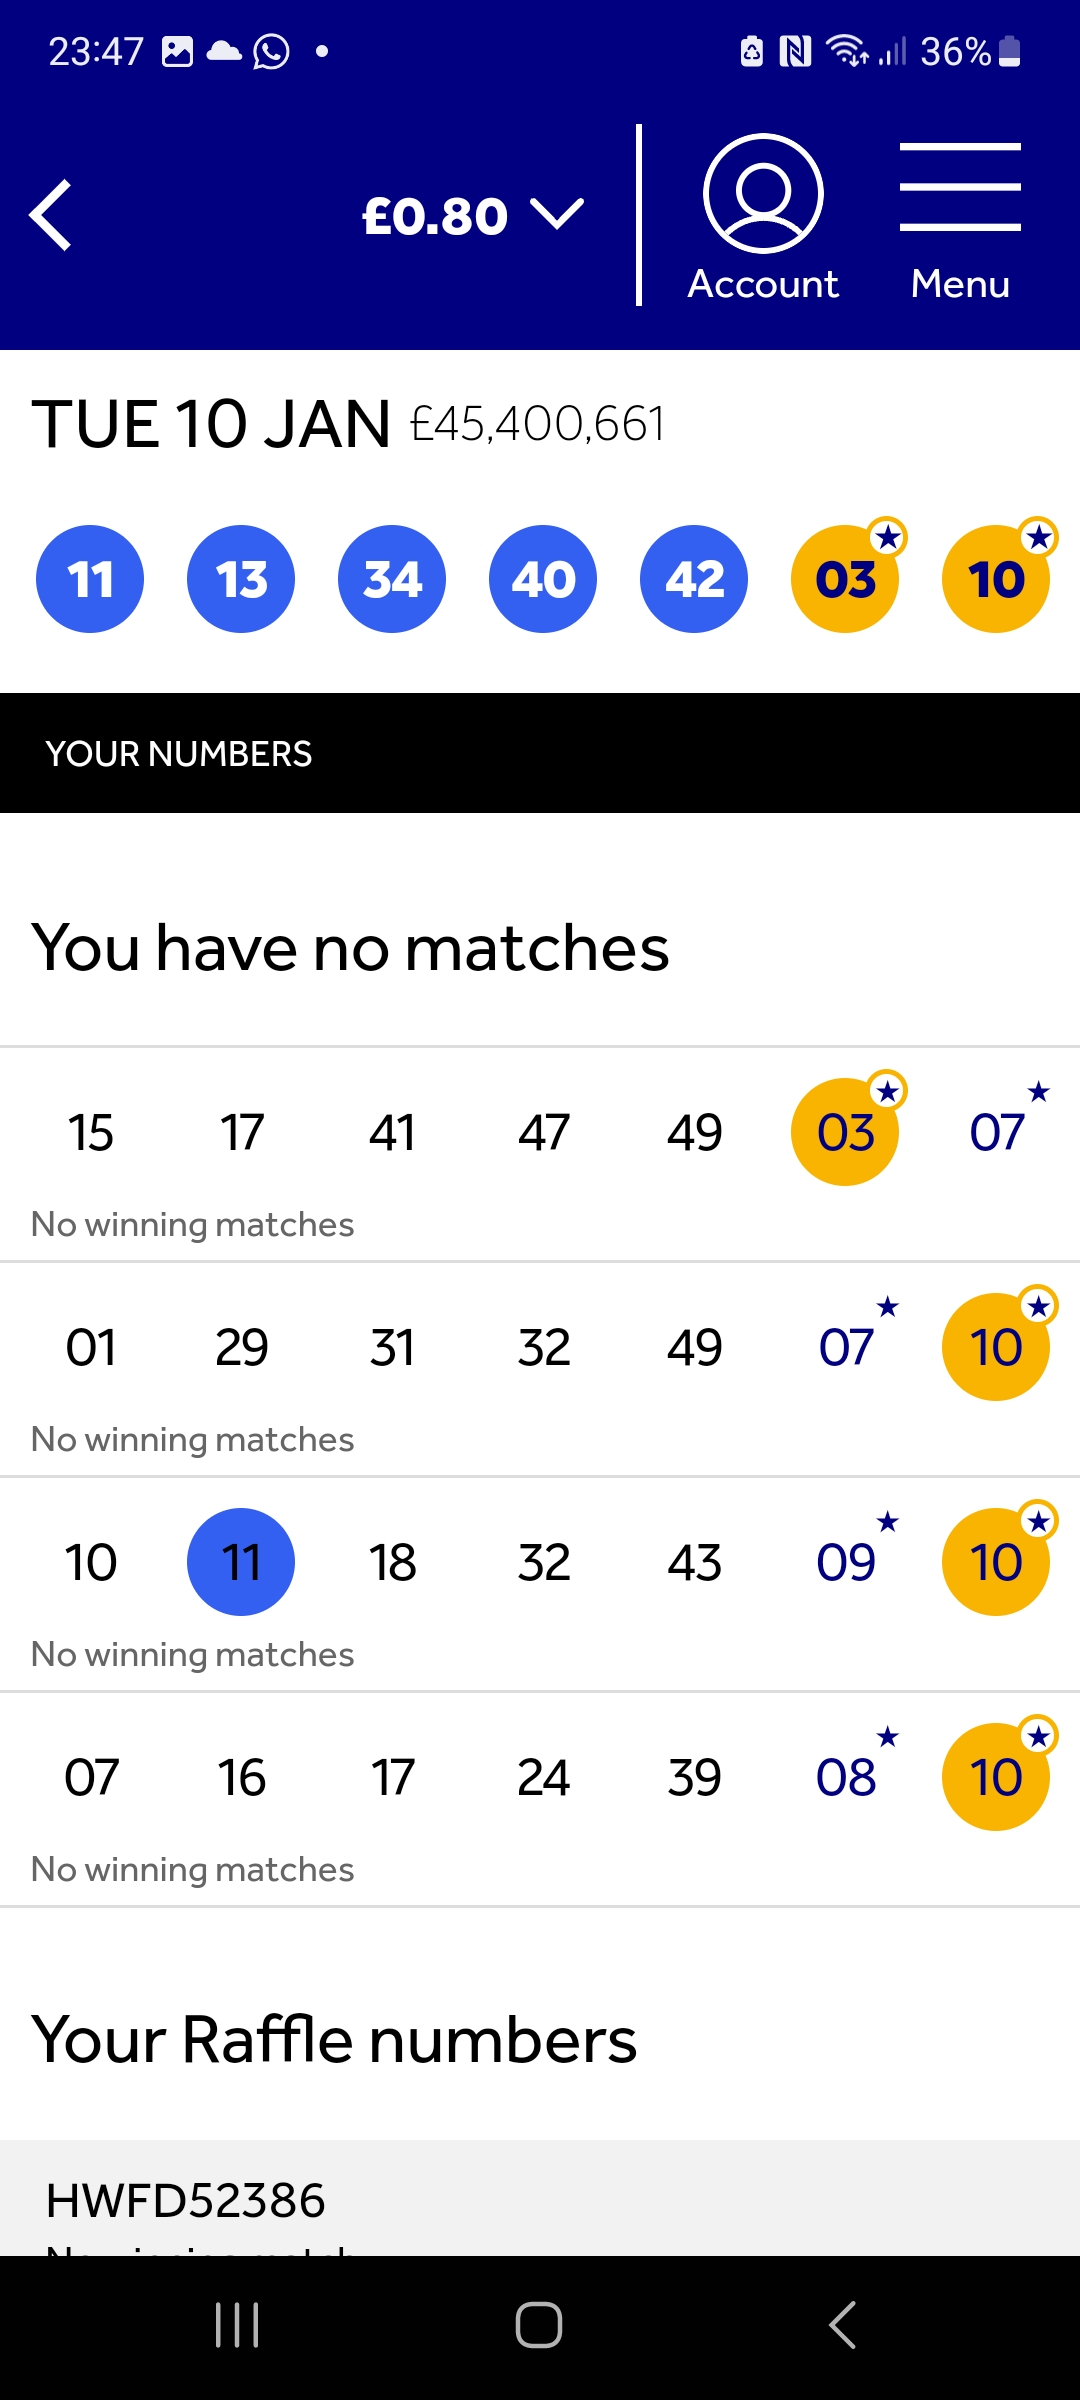 23:47 36%
£0.80
Account Menu
TUE 10 JAN £45,400,661
11 13 34 40 42 03 10
YOUR NUMBERS
You have no matches
15 17 41 47 49 03 07
No winning matches
01 29 31 32 49 07 10
No winning matches
10 11 18 32 43 09 10
No winning matches
07 16 17 24 39 08 10
No winning matches
Your Raffle numbers
HWFD52386
No winning match